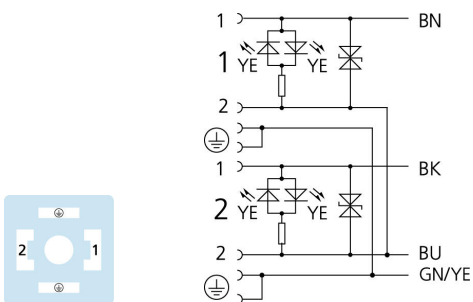 1 BN
1 YE YE
2
1 BK
2 YE YE
2 BU
GN/YE
2 1